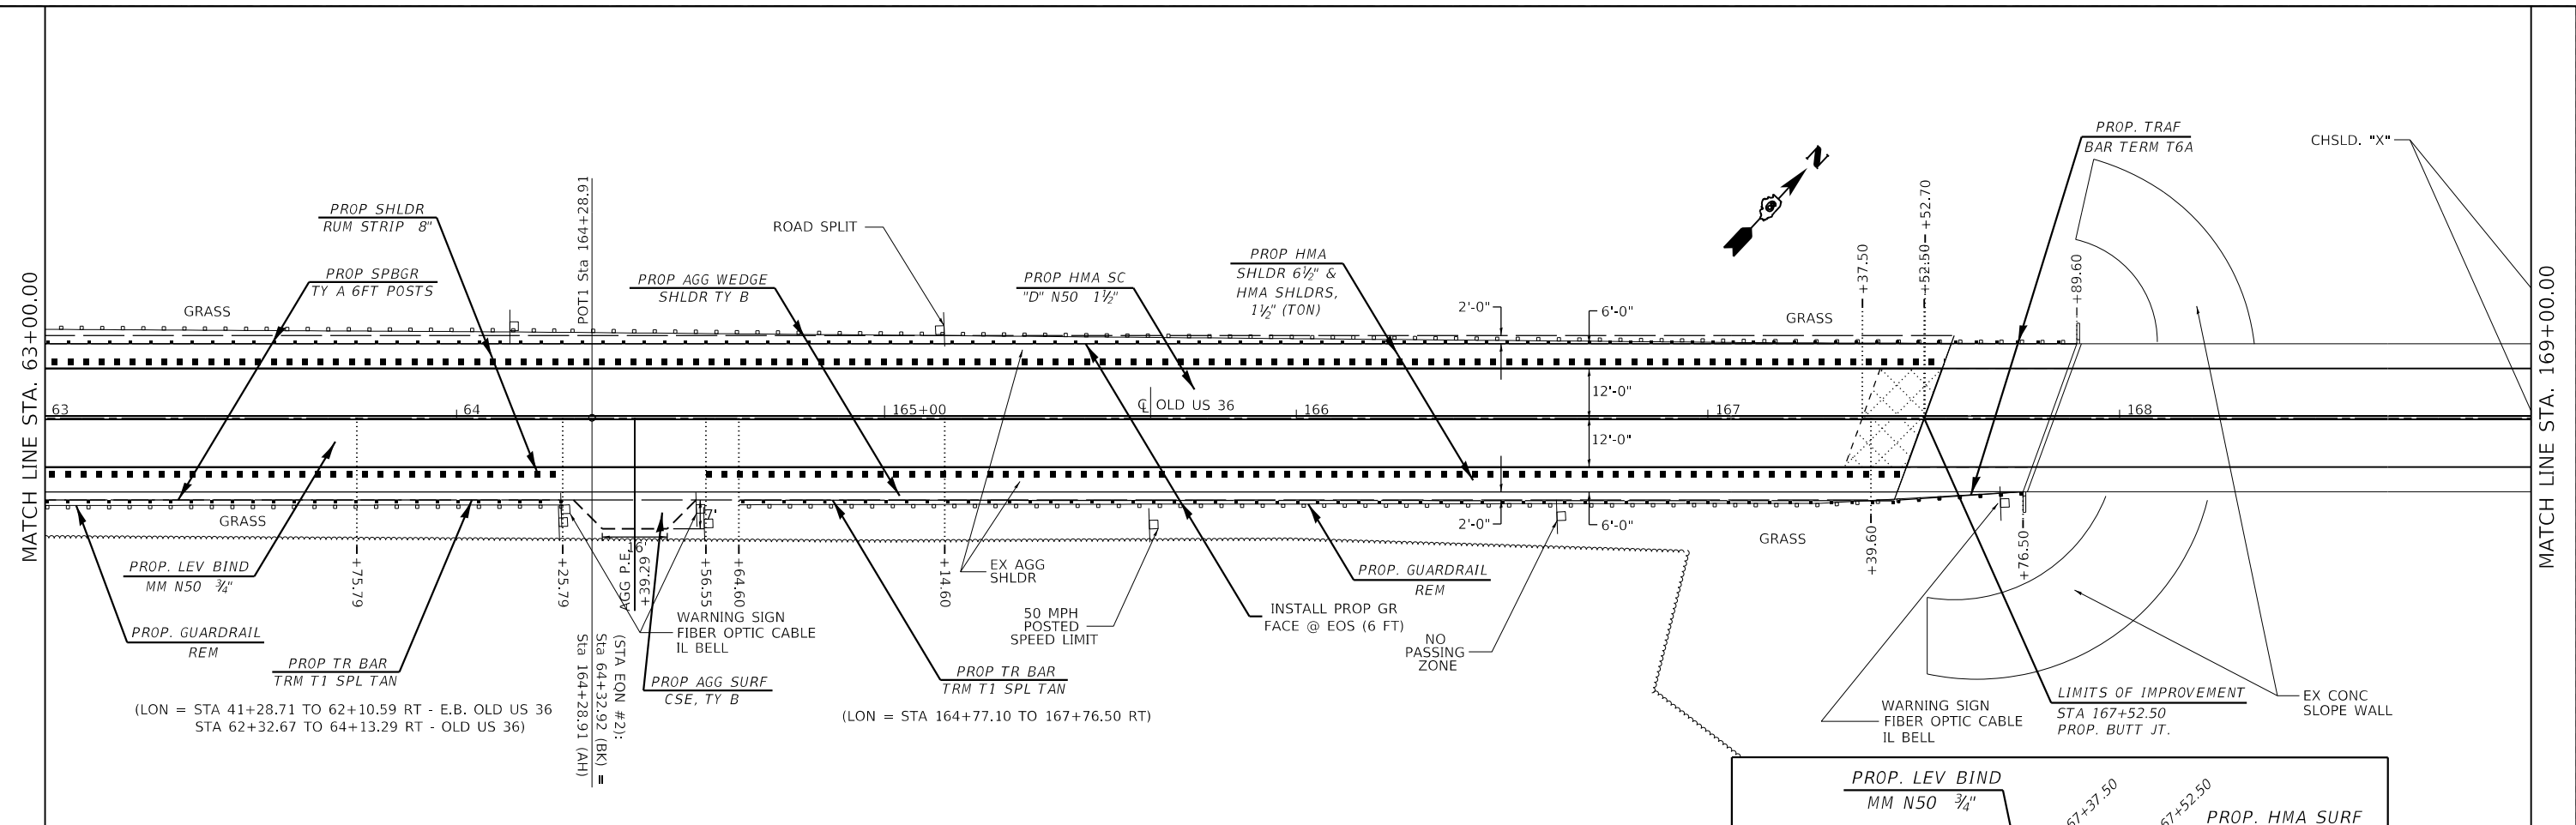 MATCH LINE STA. 63+00.00
PROP SHLDR
RUM STRIP 8"
PROP SPBGR
TY A 6FT POSTS
GRASS
POT1 Sta 164+28.91
ROAD SPLIT
PROP AGG WEDGE
SHLDR TY B
PROP HMA SC
"D" N50 1½"
PROP HMA
SHLDR 6½" &
HMA SHLDRS,
1½" (TON)
2'-0"
6'-0"
N
GRASS
+37.50
+52.50
+52.70
+89.60
PROP. TRAF
BAR TERM T6A
CHSLD. "X"
MATCH LINE STA. 169+00.00
63
64
165+00
℄ OLD US 36
166
167
168
12'-0"
12'-0"
2'-0"
6'-0"
GRASS
GRASS
7'
16'
PROP. LEV BIND
MM N50 ¾"
PROP. GUARDRAIL
REM
+75.79
PROP TR BAR
TRM T1 SPL TAN
(LON = STA 41+28.71 TO 62+10.59 RT - E.B. OLD US 36
STA 62+32.67 TO 64+13.29 RT - OLD US 36)
+25.79
(STA EQN #2):
Sta 64+32.92 (BK) =
Sta 164+28.91 (AH)
AGG P.E.
+39.29
+56.55
+64.60
WARNING SIGN
FIBER OPTIC CABLE
IL BELL
PROP AGG SURF
CSE, TY B
+14.60
EX AGG
SHLDR
PROP TR BAR
TRM T1 SPL TAN
(LON = STA 164+77.10 TO 167+76.50 RT)
50 MPH
POSTED
SPEED LIMIT
INSTALL PROP GR
FACE @ EOS (6 FT)
PROP. GUARDRAIL
REM
NO
PASSING
ZONE
+39.60
+76.50
WARNING SIGN
FIBER OPTIC CABLE
IL BELL
LIMITS OF IMPROVEMENT
STA 167+52.50
PROP. BUTT JT.
EX CONC
SLOPE WALL
PROP. LEV BIND
MM N50 ¾"
67+37.50
67+52.50
PROP. HMA SURF